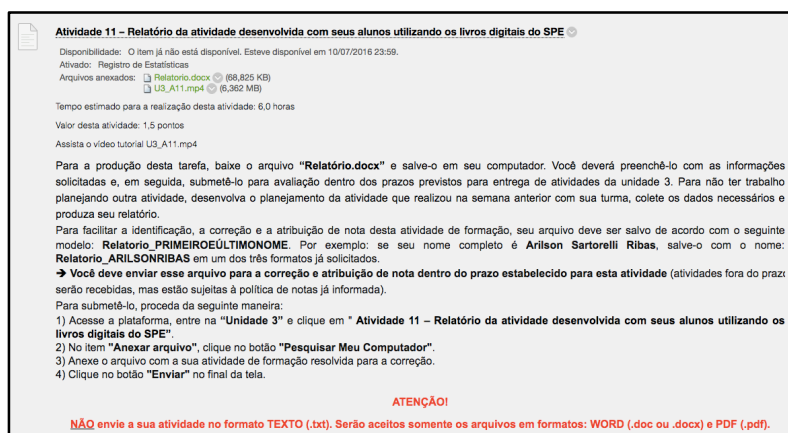 Atividade 11 – Relatório da atividade desenvolvida com seus alunos utilizando os livros digitais do SPE
Disponibilidade: O item já não está disponível. Esteve disponível em 10/07/2016 23:59.
Ativado: Registro de Estatísticas
Arquivos anexados: Relatorio.docx (68,825 KB)
U3_A11.mp4 (6,362 MB)
Tempo estimado para a realização desta atividade: 6,0 horas
Valor desta atividade: 1,5 pontos
Assista o vídeo tutorial U3_A11.mp4
Para a produção desta tarefa, baixe o arquivo “Relatório.docx” e salve-o em seu computador. Você deverá preenchê-lo com as informações
solicitadas e, em seguida, submetê-lo para avaliação dentro dos prazos previstos para entrega de atividades da unidade 3. Para não ter trabalho
planejando outra atividade, desenvolva o planejamento da atividade que realizou na semana anterior com sua turma, colete os dados necessários e
produza seu relatório.
Para facilitar a identificação, a correção e a atribuição de nota desta atividade de formação, seu arquivo deve ser salvo de acordo com o seguinte
modelo: Relatorio_PRIMEIROEÚLTIMONOME. Por exemplo: se seu nome completo é Arilson Sartorelli Ribas, salve-o com o nome:
Relatorio_ARILSONRIBAS em um dos três formatos já solicitados.
➔ Você deve enviar esse arquivo para a correção e atribuição de nota dentro do prazo estabelecido para esta atividade (atividades fora do prazo
serão recebidas, mas estão sujeitas à política de notas já informada).
Para submetê-lo, proceda da seguinte maneira:
1) Acesse a plataforma, entre na “Unidade 3” e clique em " Atividade 11 – Relatório da atividade desenvolvida com seus alunos utilizando os
livros digitais do SPE".
2) No item "Anexar arquivo", clique no botão "Pesquisar Meu Computador".
3) Anexe o arquivo com a sua atividade de formação resolvida para a correção.
4) Clique no botão "Enviar" no final da tela.
ATENÇÃO!
NÃO envie a sua atividade no formato TEXTO (.txt). Serão aceitos somente os arquivos em formatos: WORD (.doc ou .docx) e PDF (.pdf).